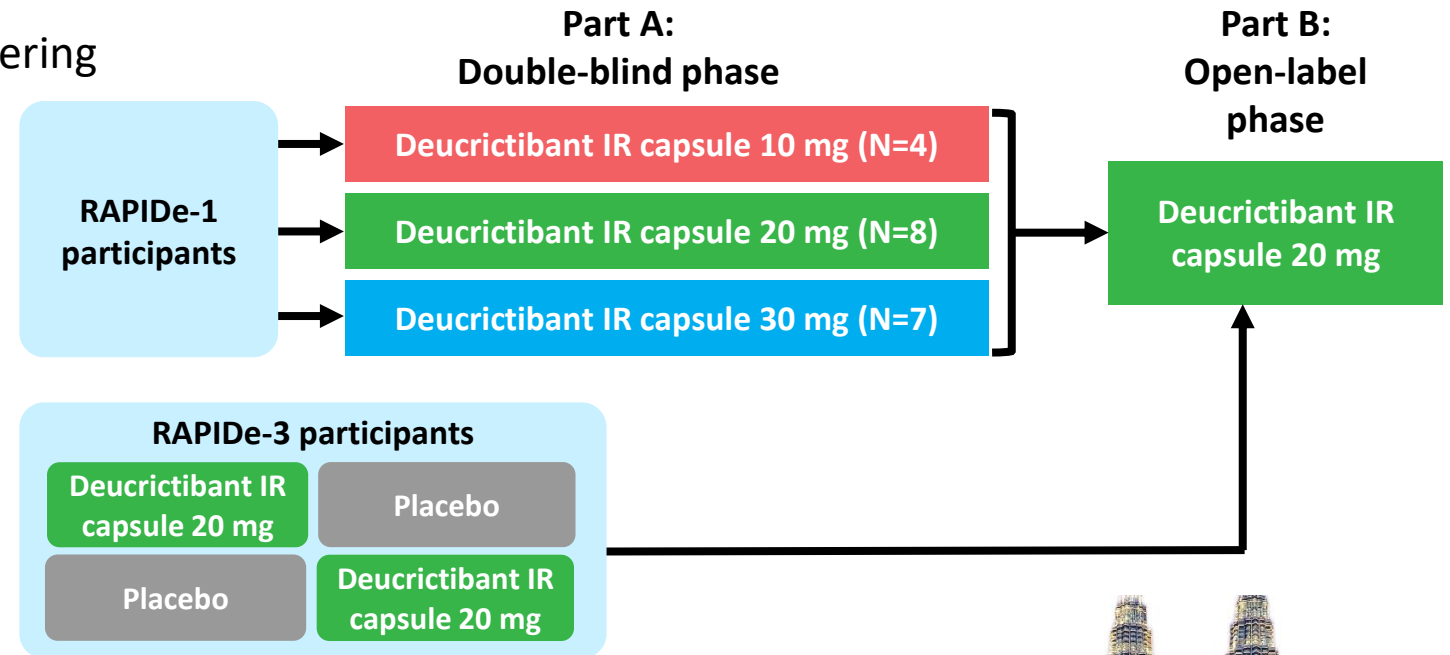 ering
Part A:
Double-blind phase
Part B:
Open-label
phase
RAPIDe-1
participants
Deucrictibant IR capsule 10 mg (N=4)
Deucrictibant IR capsule 20 mg (N=8)
Deucrictibant IR capsule 30 mg (N=7)
Deucrictibant IR
capsule 20 mg
RAPIDe-3 participants
Deucrictibant IR
capsule 20 mg
Placebo
Placebo
Deucrictibant IR
capsule 20 mg